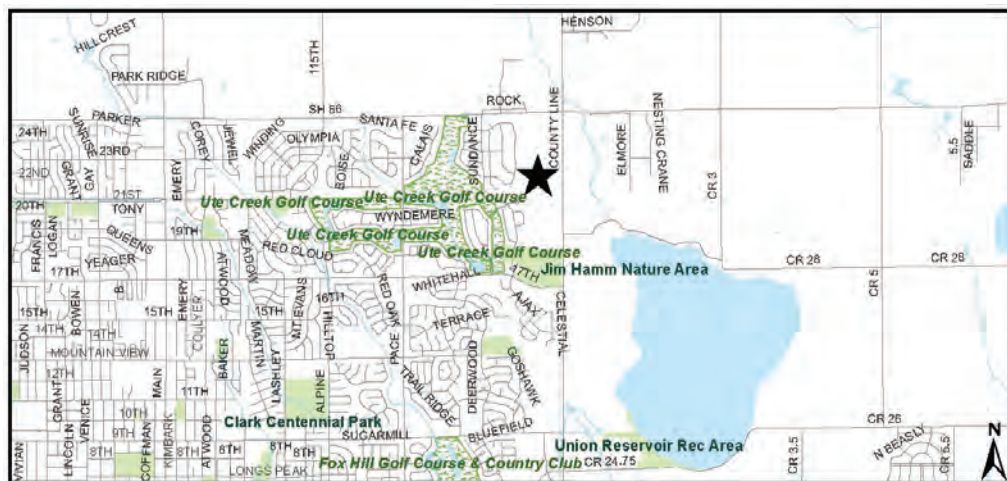 HENSON
HILLCREST
115TH
PARK RIDGE
ROCK
SH 66
PARKER
SANTA FE
COUNTY LINE
NESTING CRANE
ELMORE
CR 3
5.5
SADDLE
24TH
SUNRISE
COREY
JEWEL
WINDING
OLYMPIA
CALAIS
SUNDANCE
23RD
22ND
GRANT
GAY
BOISE
EMERY
21ST
20TH
TONY
Ute Creek Golf Course
Ute Creek Golf Course
WYNDEMERE
FRANCIS
LOGAN
QUEENS
19TH
MEADOW
RED CLOUD
Ute Creek Golf Course
Ute Creek Golf Course
17TH
YEAGER
ATWOOD
WHITEHALL
47TH
Jim Hamm Nature Area
CR 26
CR 28
CR 5
B
16TH
RED OAK
AJAX
15TH
BOWEN
15TH
EMERY
COLLYER
15TH
MT EVANS
HILLTOP
TERRACE
CELESTIAL
14TH
14TH
JUDSON
MOUNTAIN VIEW
BAKER
MARTIN
LASHLEY
PACE
12TH
GRANT
VENICE
MAIN
11TH
ALPINE
TRAIL RIDGE
DEERWOOD
GOSHAWK
10TH
9TH
Clark Centennial Park
SUGARMILL
BLUEFIELD
CR 26
VIVIAN
LINCOLN
8TH
COFFMAN
KIMBARK
8TH
ATWOOD
8TH
8TH
LONGS PEAK
Fox Hill Golf Course & Country Club
Union Reservoir Rec Area
CR 24.75
CR 3.5
N BEASLY
5.5
N